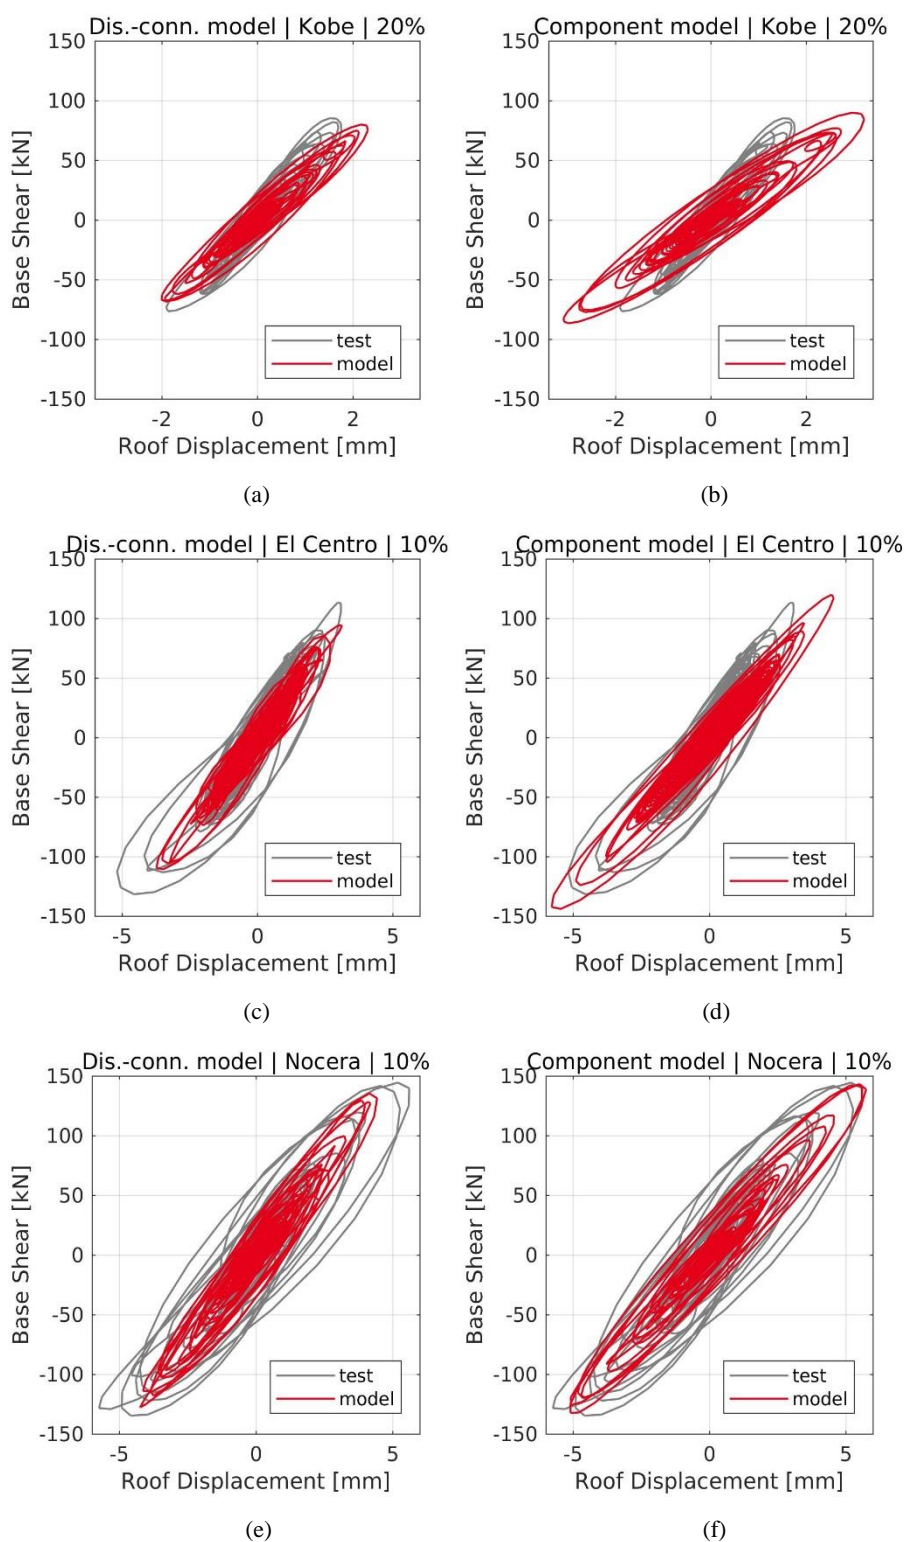 Dis.-conn. model | Kobe | 20%
150
100
50
0
-50
-100
-150
Base Shear [kN]
test
model
-2 0 2
Roof Displacement [mm]
(a)
Component model | Kobe | 20%
150
100
50
0
-50
-100
-150
Base Shear [kN]
test
model
-2 0 2
Roof Displacement [mm]
(b)
Dis.-conn. model | El Centro | 10%
150
100
50
0
-50
-100
-150
Base Shear [kN]
test
model
-5 0 5
Roof Displacement [mm]
(c)
Component model | El Centro | 10%
150
100
50
0
-50
-100
-150
Base Shear [kN]
test
model
-5 0 5
Roof Displacement [mm]
(d)
Dis.-conn. model | Nocera | 10%
150
100
50
0
-50
-100
-150
Base Shear [kN]
test
model
-5 0 5
Roof Displacement [mm]
(e)
Component model | Nocera | 10%
150
100
50
0
-50
-100
-150
Base Shear [kN]
test
model
-5 0 5
Roof Displacement [mm]
(f)